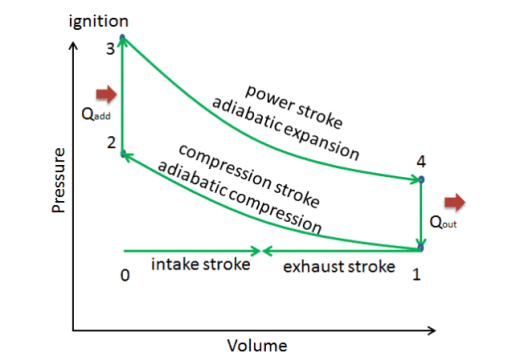 ignition
3
Qadd
2
power stroke
adiabatic expansion
compression stroke
adiabatic compression
4
Qout
Pressure
intake stroke
exhaust stroke
0
1
Volume